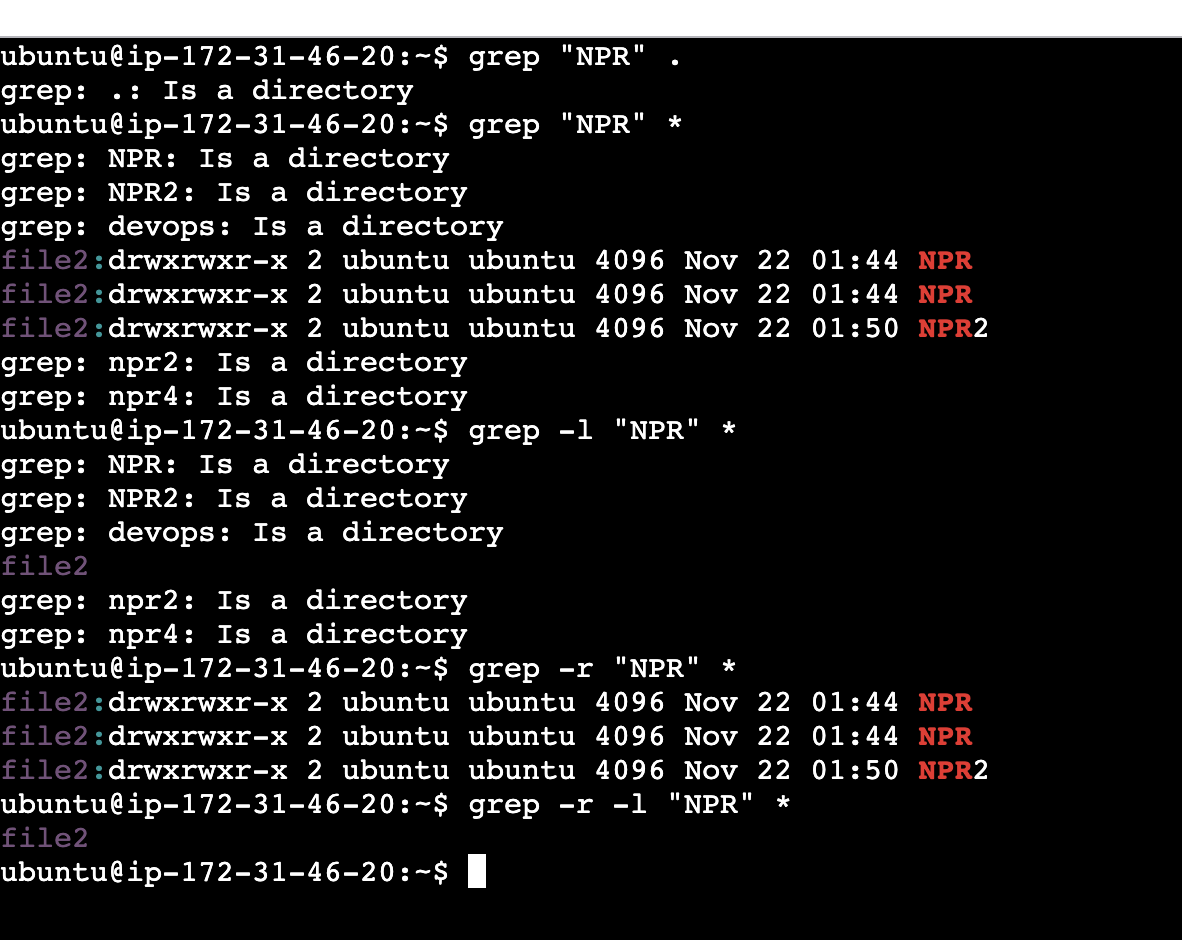 ubuntu@ip-172-31-46-20:~$ grep "NPR" .
grep: .: Is a directory
ubuntu@ip-172-31-46-20:~$ grep "NPR" *
grep: NPR: Is a directory
grep: NPR2: Is a directory
grep: devops: Is a directory
file2:drwxrwxr-x 2 ubuntu ubuntu 4096 Nov 22 01:44 NPR
file2:drwxrwxr-x 2 ubuntu ubuntu 4096 Nov 22 01:44 NPR
file2:drwxrwxr-x 2 ubuntu ubuntu 4096 Nov 22 01:50 NPR2
grep: npr2: Is a directory
grep: npr4: Is a directory
ubuntu@ip-172-31-46-20:~$ grep -l "NPR" *
grep: NPR: Is a directory
grep: NPR2: Is a directory
grep: devops: Is a directory
file2
grep: npr2: Is a directory
grep: npr4: Is a directory
ubuntu@ip-172-31-46-20:~$ grep -r "NPR" *
file2:drwxrwxr-x 2 ubuntu ubuntu 4096 Nov 22 01:44 NPR
file2:drwxrwxr-x 2 ubuntu ubuntu 4096 Nov 22 01:44 NPR
file2:drwxrwxr-x 2 ubuntu ubuntu 4096 Nov 22 01:50 NPR2
ubuntu@ip-172-31-46-20:~$ grep -r -l "NPR" *
file2
ubuntu@ip-172-31-46-20:~$